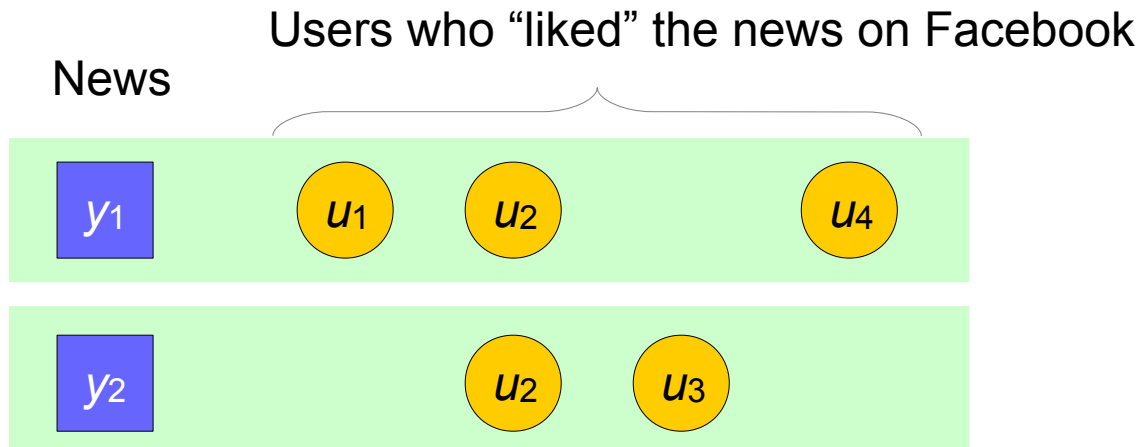 Users who “liked” the news on Facebook
News
y1 u1 u2 u4
y2 u2 u3